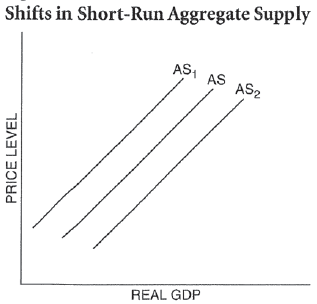 Shifts in Short-Run Aggregate Supply
AS₁
AS
AS₂
PRICE LEVEL
REAL GDP